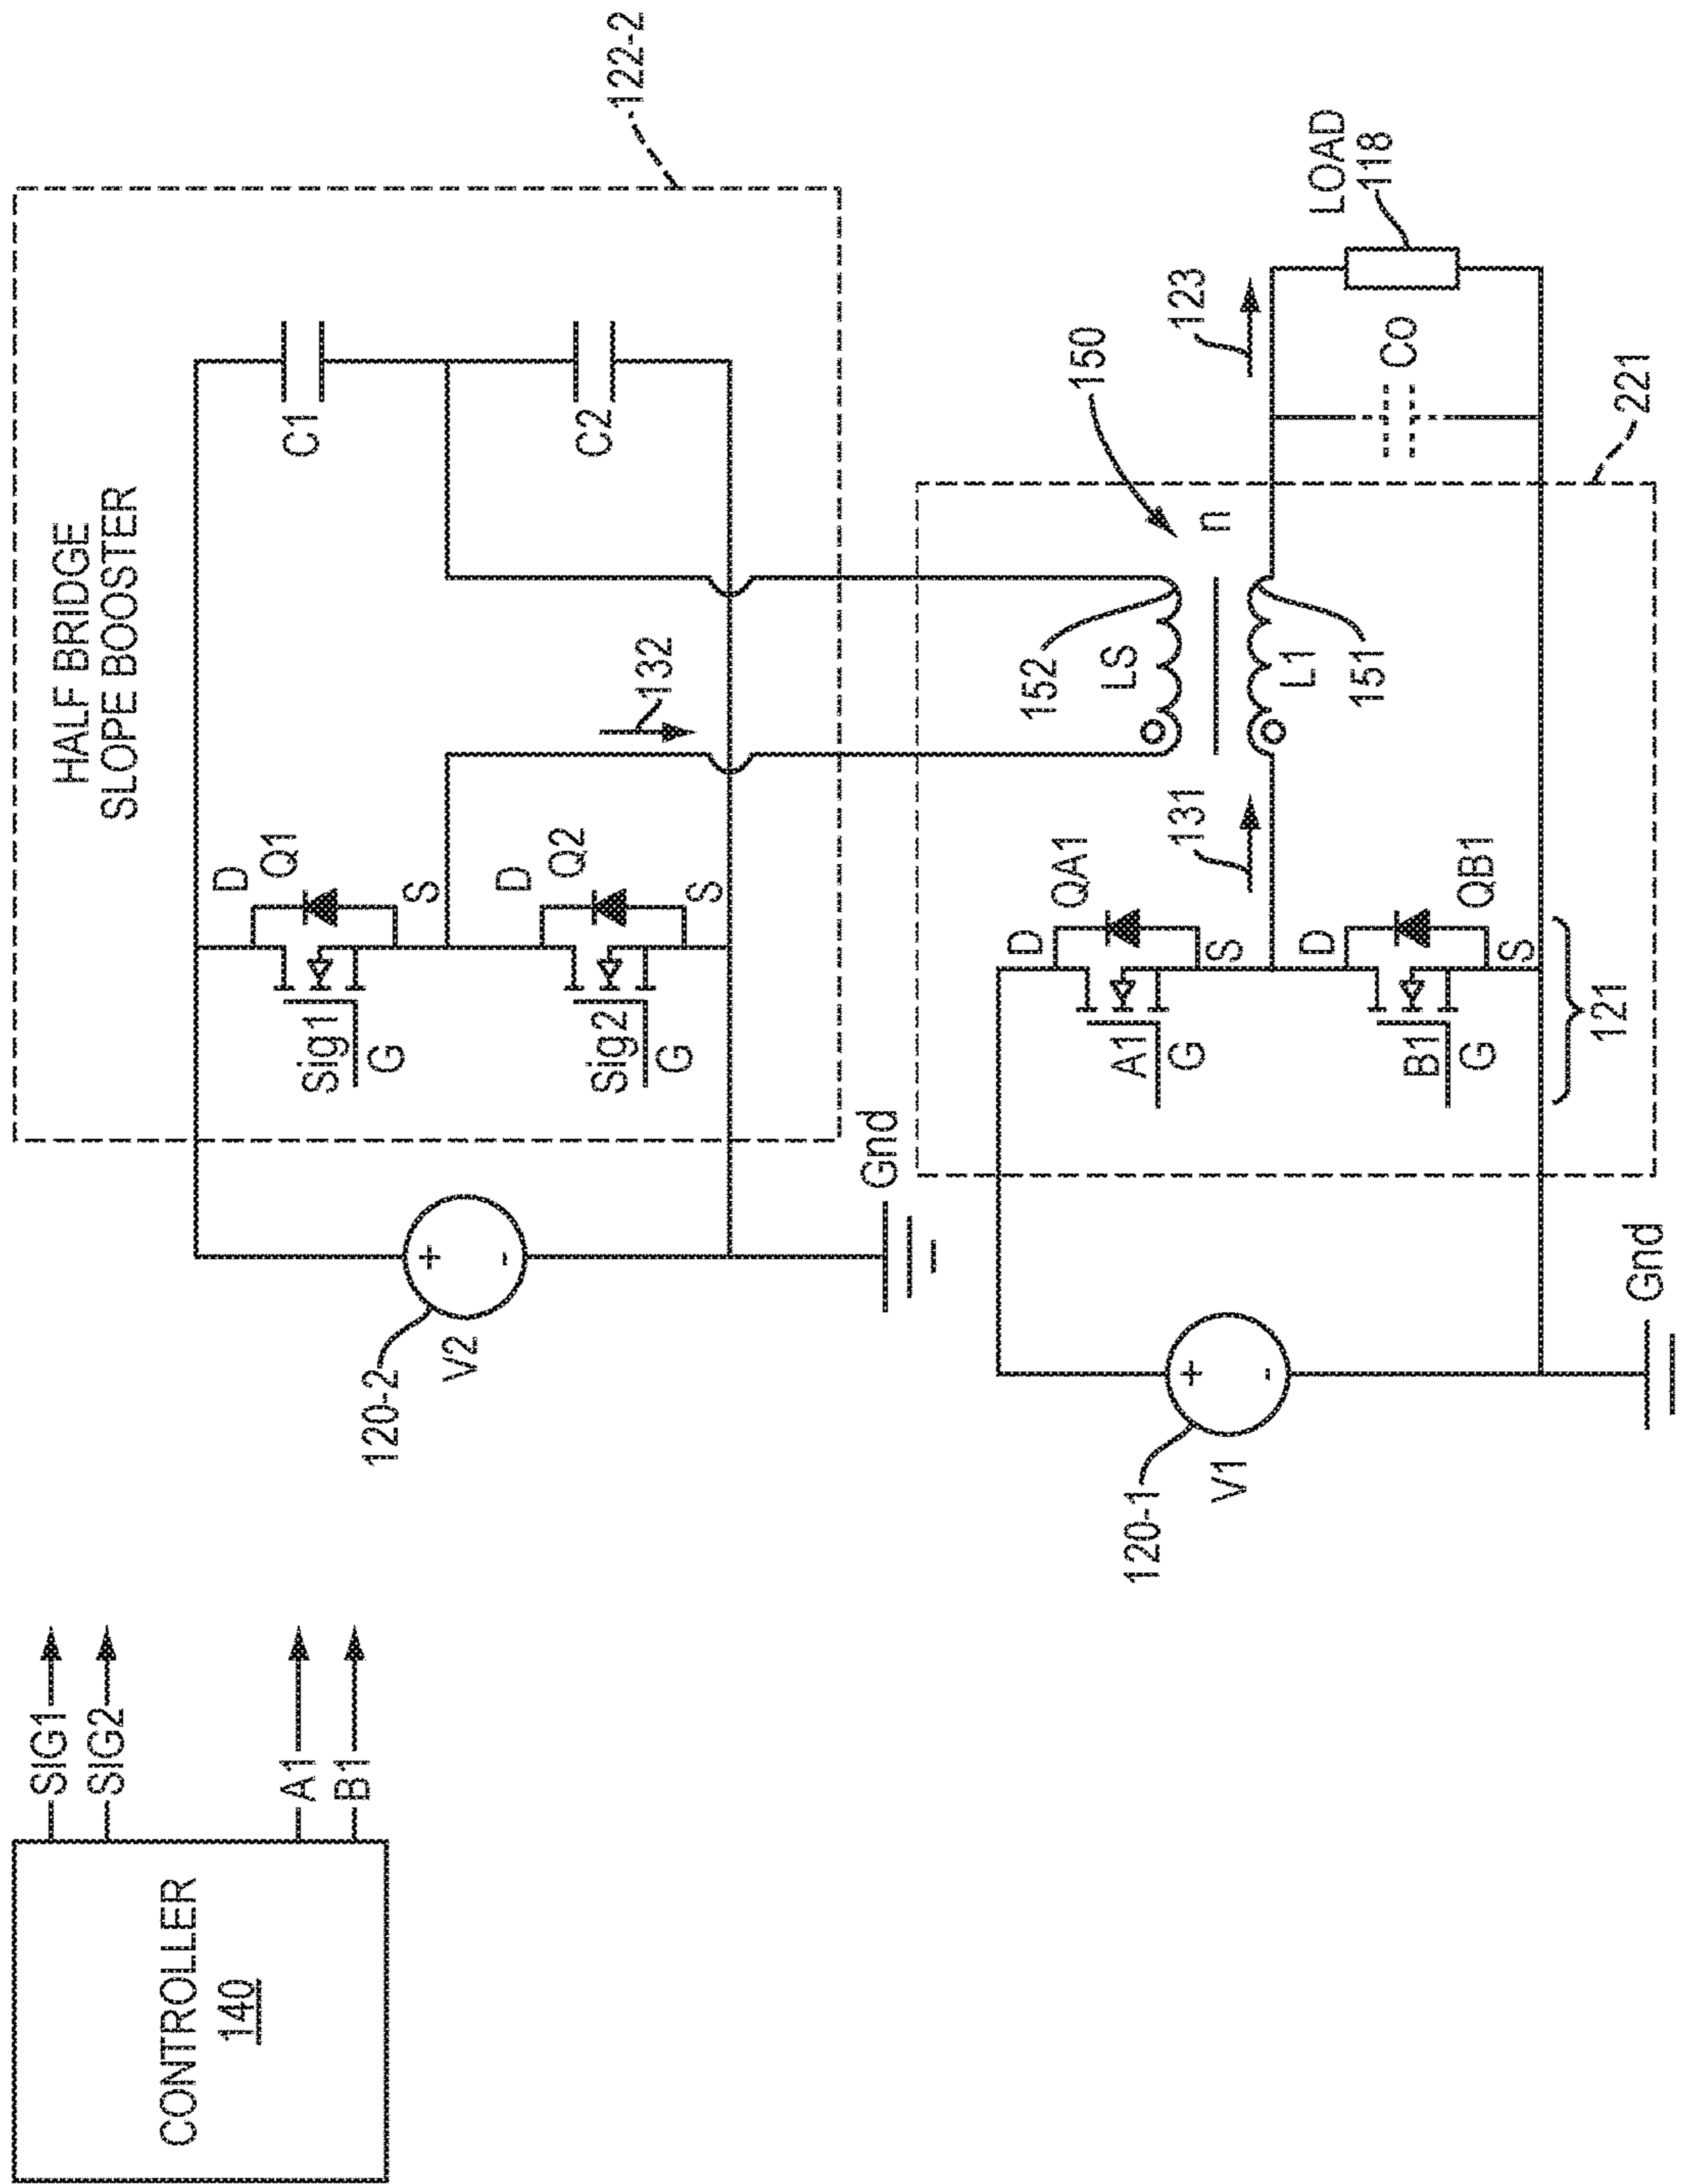 CONTROLLER
140
SIG1
SIG2
A1
B1
HALF BRIDGE
SLOPE BOOSTER
122-2
120-2
V2
+
-
Gnd
D
Q1
Sig1
G
S
D
Q2
Sig2
G
S
C1
C2
132
120-1
V1
+
-
Gnd
D
QA1
A1
G
S
D
QB1
B1
G
S
121
131
152
LS
L1
151
150
n
123
Co
LOAD
118
221